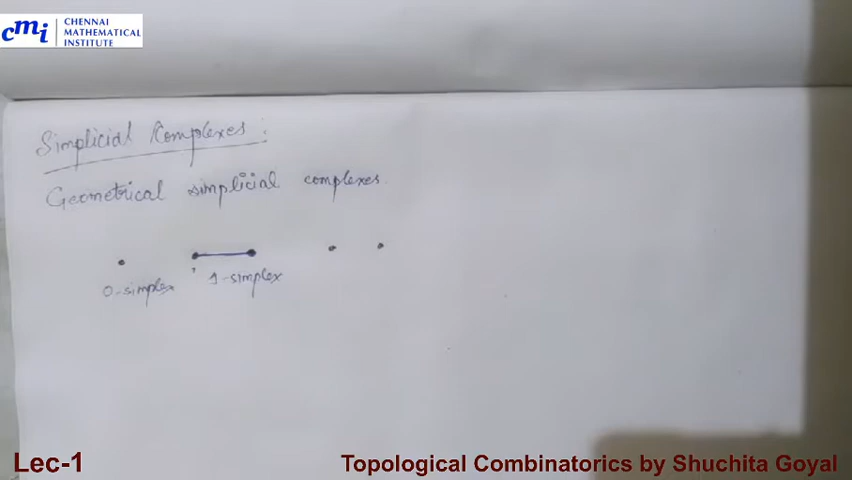 cmi
CHENNAI
MATHEMATICAL
INSTITUTE
Simplicial Complexes :
Geometrical simplicial complexes
0-simplex
1-simplex
Lec-1
Topological Combinatorics by Shuchita Goyal